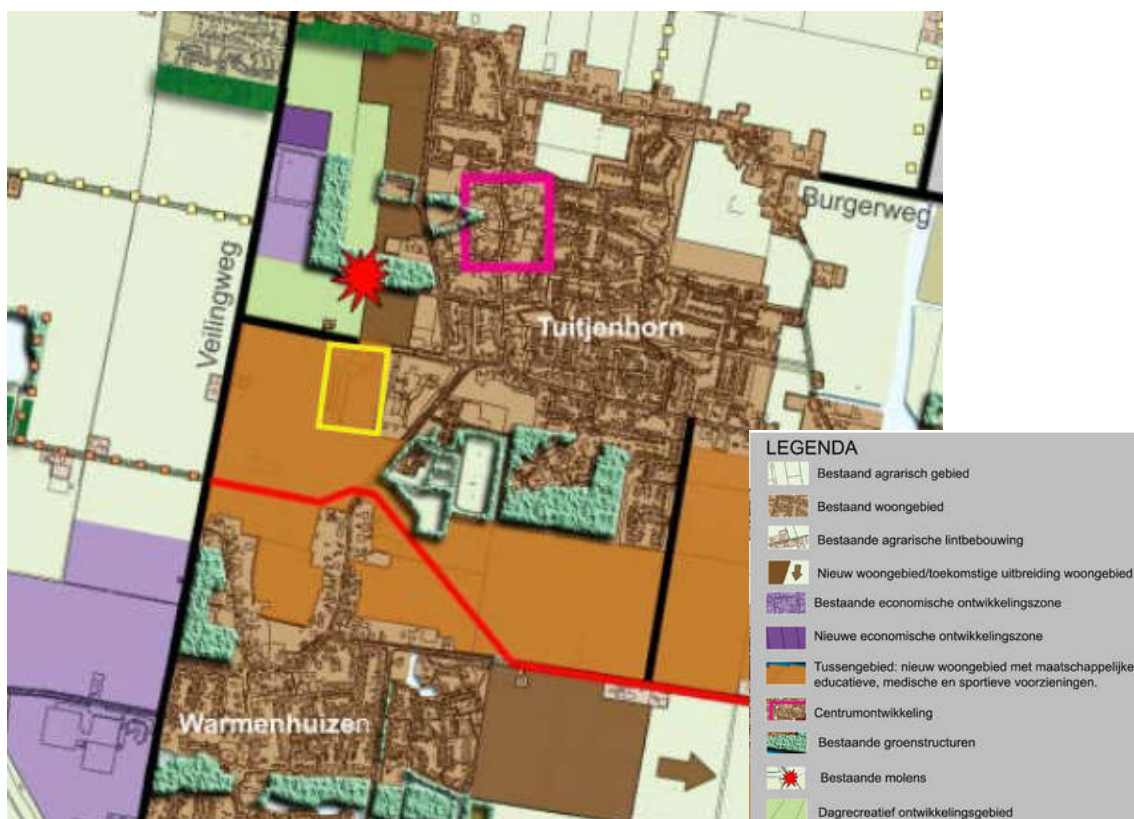 Burgerweg
Veilingweg
Tuitjenhorn
Warmenhuizen
LEGENDA
Bestaand agrarisch gebied
Bestaand woongebied
Bestaande agrarische lintbebouwing
Nieuw woongebied/toekomstige uitbreiding woongebied
Bestaande economische ontwikkelingszone
Nieuwe economische ontwikkelingszone
Tussengebied: nieuw woongebied met maatschappelijke
educatieve, medische en sportieve voorzieningen.
Centrumontwikkeling
Bestaande groenstructuren
Bestaande molens
Dagrecreatief ontwikkelingsgebied